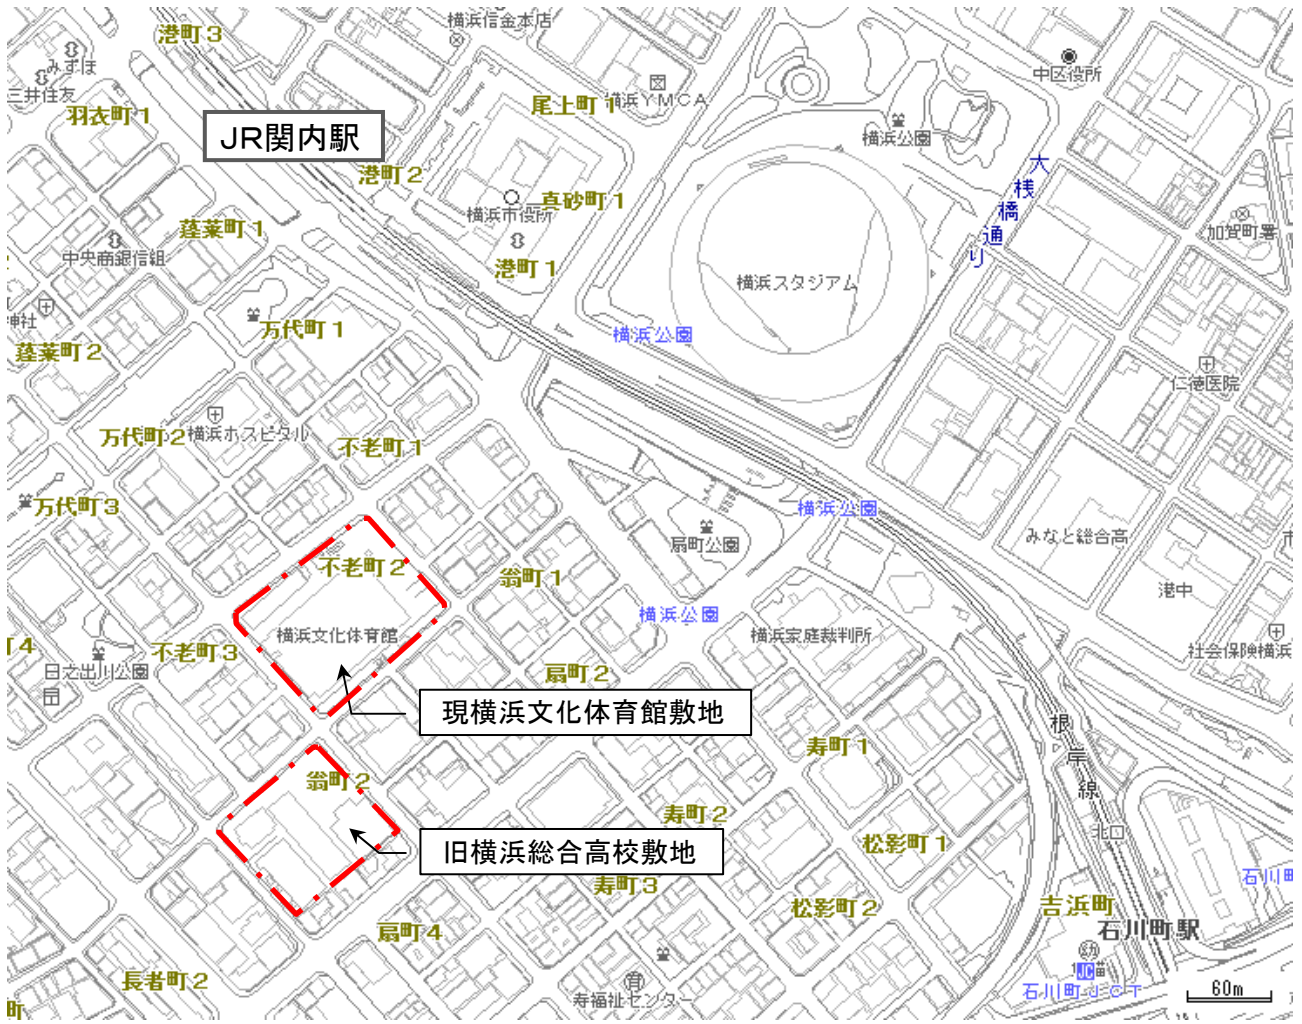 港町3
横浜信金本店
みずほ
三井住友
中区役所
横浜YMCA
尾上町1
羽衣町1
JR関内駅
横浜公園
大桟橋通り
港町2
真砂町1
横浜市役所
蓬莱町1
加賀町署
中央商銀信組
港町1
横浜スタジアム
神社
万代町1
横浜公園
蓬莱町2
仁徳医院
万代町2
横浜ホスピタル
不老町1
万代町3
横浜公園
みなと総合高
扇町公園
不老町2
翁町1
港中
横浜公園
横浜文化体育館
横浜家庭裁判所
町4
不老町3
社会保険横浜
日之出川公園
扇町2
現横浜文化体育館敷地
根岸線
寿町1
翁町2
寿町2
北口
松影町1
旧横浜総合高校敷地
寿町3
石川町
松影町2
吉浜町
扇町4
石川町駅
長者町2
JC
石川町JCT
寿福祉センター
60m
町